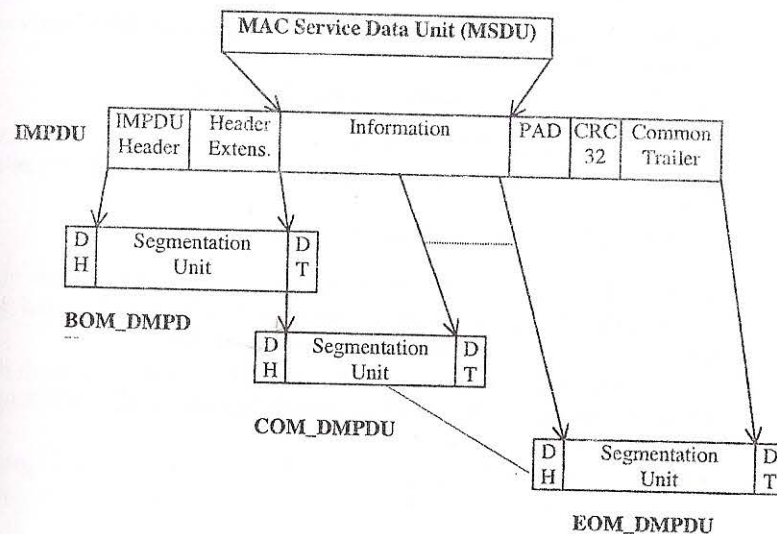 MAC Service Data Unit (MSDU)
IMPDU
IMPDU Header
Header Extens.
Information
PAD
CRC 32
Common Trailer
D H
Segmentation Unit
D T
BOM_DMPD
D H
Segmentation Unit
D T
COM_DMPDU
D H
Segmentation Unit
D T
EOM_DMPDU